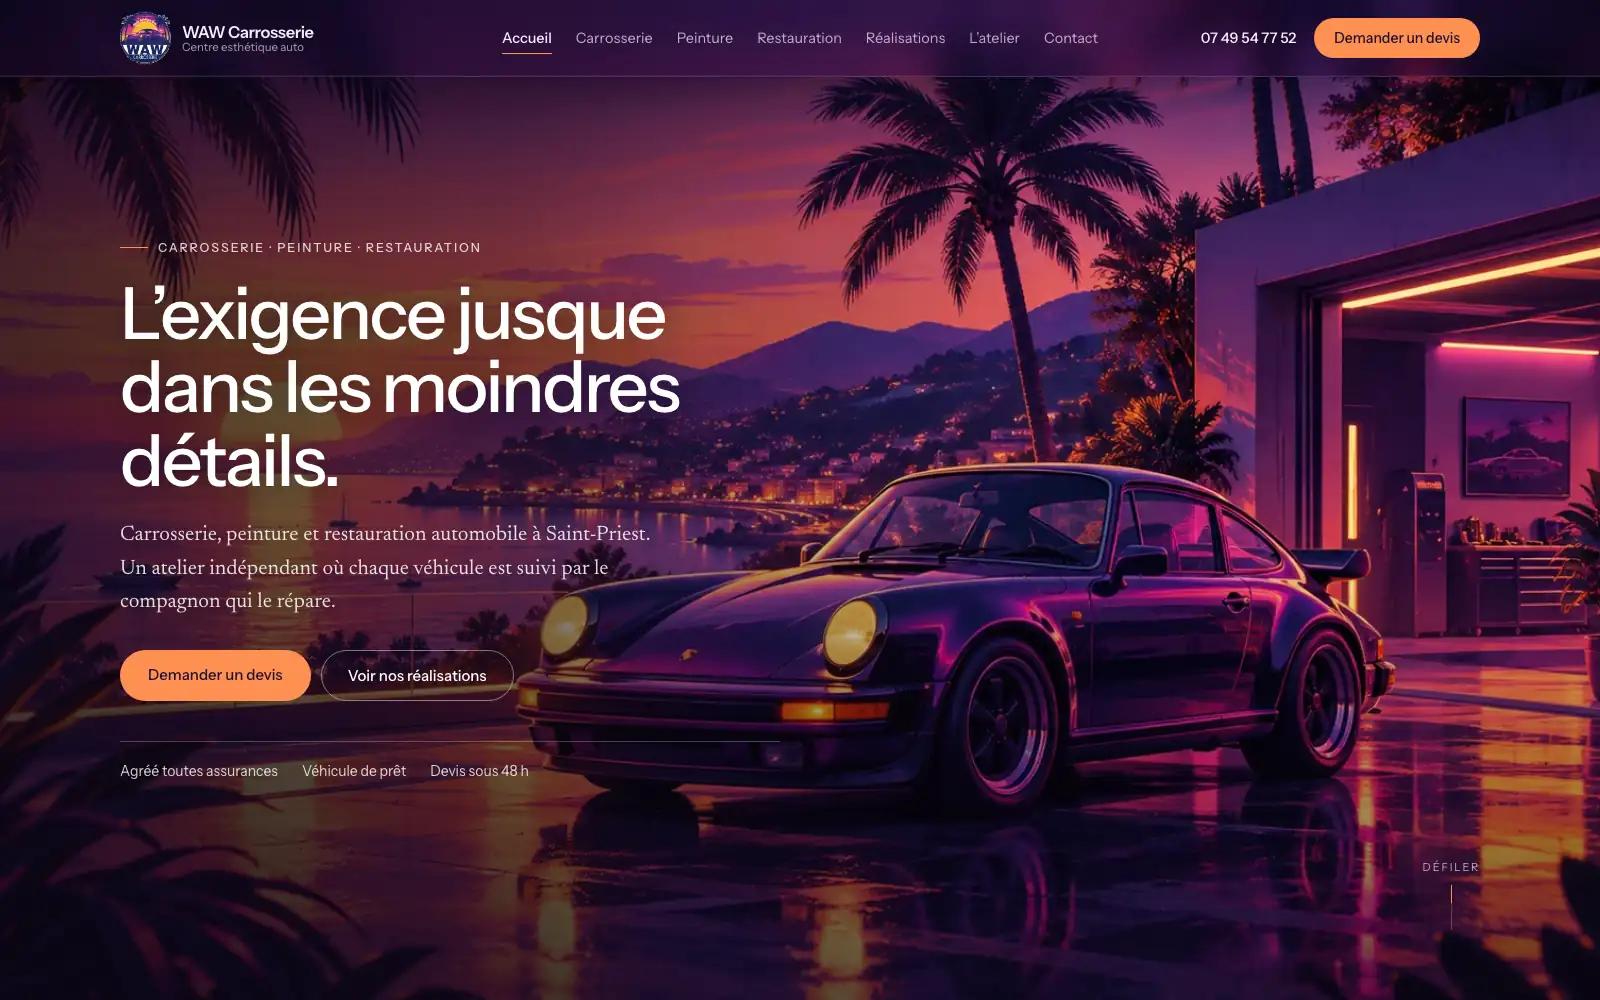 WAW
WAW Carrosserie
Centre esthétique auto
Accueil
Carrosserie
Peinture
Restauration
Réalisations
L'atelier
Contact
07 49 54 77 52
Demander un devis
CARROSSERIE · PEINTURE · RESTAURATION
L’exigence jusque
dans les moindres
détails.
Carrosserie, peinture et restauration automobile à Saint-Priest.
Un atelier indépendant où chaque véhicule est suivi par le
compagnon qui le répare.
Demander un devis
Voir nos réalisations
Agréé toutes assurances
Véhicule de prêt
Devis sous 48 h
DÉFILER